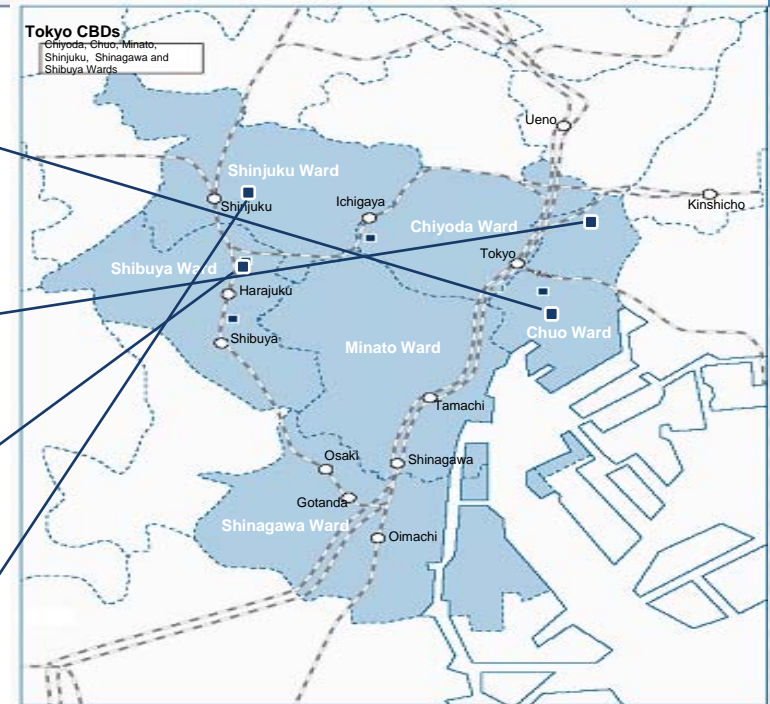 Tokyo CBDs
Chiyoda, Chuo, Minato,
Shinjuku, Shinagawa and
Shibuya Wards
Ueno
Shinjuku Ward
Kinshicho
Shinjuku
Ichigaya
Chiyoda Ward
Tokyo
Shibuya Ward
Harajuku
Chuo Ward
Shibuya
Minato Ward
Tamachi
Osaki
Shinagawa
Gotanda
Shinagawa Ward
Oimachi